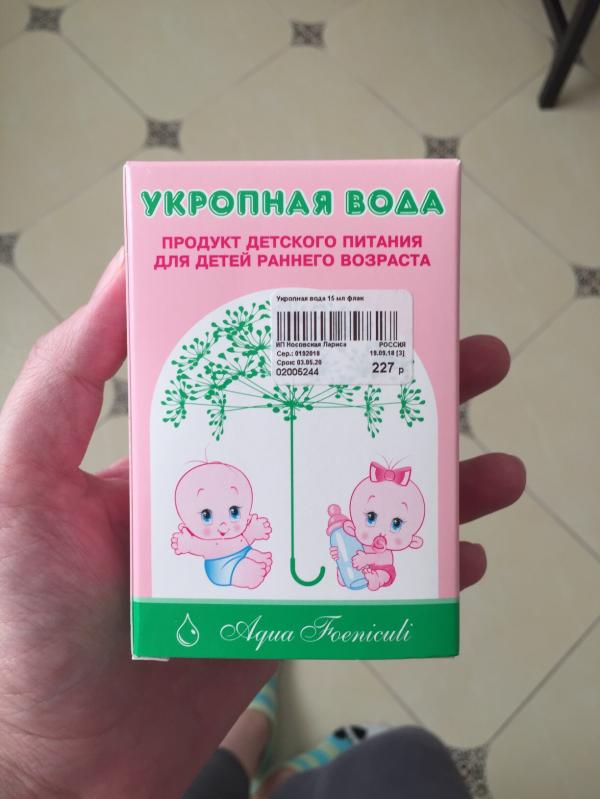 УКРОПНАЯ ВОДА
ПРОДУКТ ДЕТСКОГО ПИТАНИЯ
ДЛЯ ДЕТЕЙ РАННЕГО ВОЗРАСТА
Укропная вода 15 мл флак
ИП Носовская Лариса РОССИЯ
Сер.: 0192018 19.09.18 [3]
Срок: 03.05.20
02005244 227 р
Aqua Foeniculi